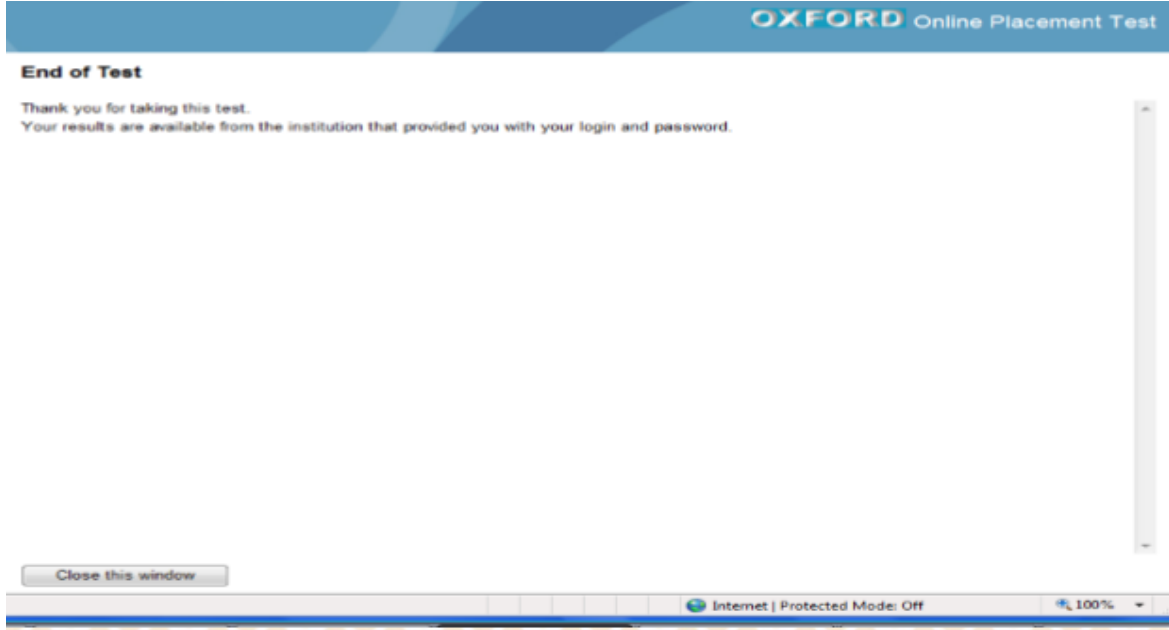 OXFORD Online Placement Test
End of Test
Thank you for taking this test.
Your results are available from the institution that provided you with your login and password.
Close this window
Internet | Protected Mode: Off
100%